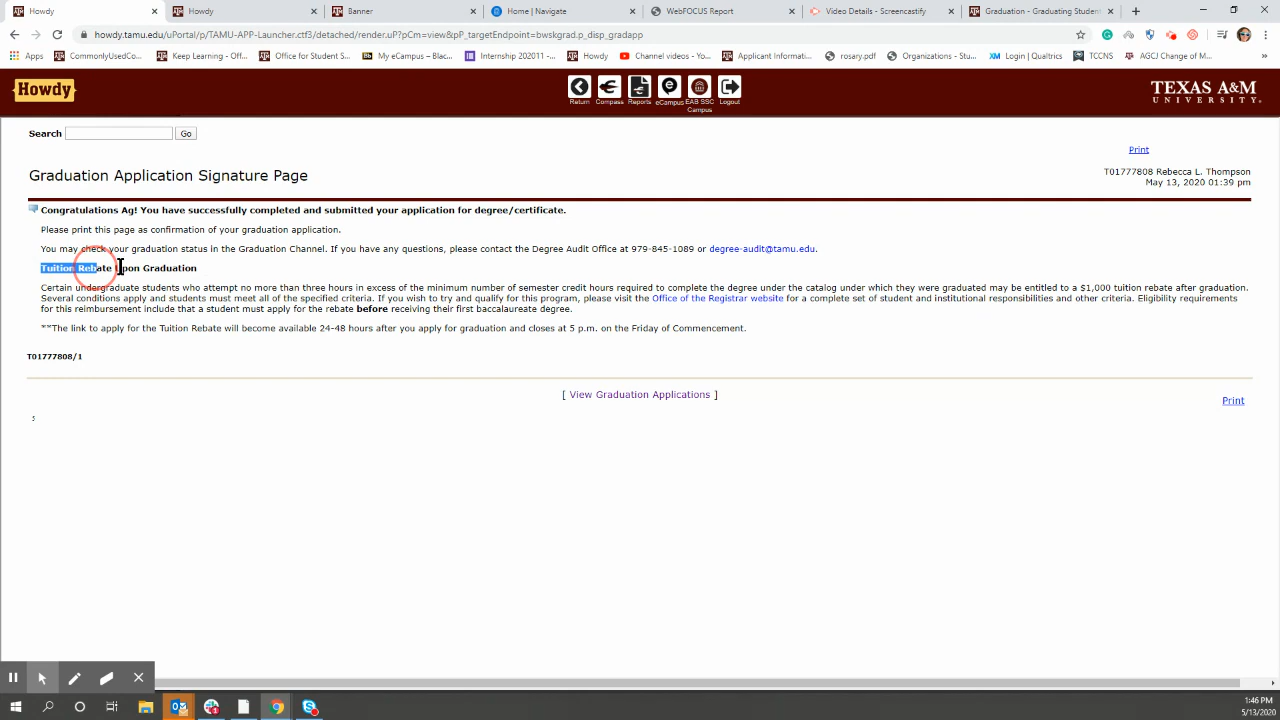 Howdy
Howdy
Banner
Home | Navigate
WebFOCUS Report
Video Details - Screencastify
Graduation - Graduating Student
howdy.tamu.edu/uPortal/p/TAMU-APP-Launcher.ctf3/detached/render.uP?pCm=view&pP_targetEndpoint=bwskgrad.p_disp_gradapp
Apps
CommonlyUsedCo...
Keep Learning - Off...
Office for Student S...
My eCampus – Blac...
Internship 202011 -...
Howdy
Channel videos - Yo...
Applicant Informati...
rosary.pdf
Organizations - Stu...
Login | Qualtrics
TCCNS
AGCJ Change of M...
»
Howdy
Return
Compass
Reports
eCampus
EAB SSC
Campus
Logout
TEXAS A&M
UNIVERSITY
Search
Go
Print
Graduation Application Signature Page
T01777808 Rebecca L. Thompson
May 13, 2020 01:39 pm
Congratulations Ag! You have successfully completed and submitted your application for degree/certificate.
Please print this page as confirmation of your graduation application.
You may check your graduation status in the Graduation Channel. If you have any questions, please contact the Degree Audit Office at 979-845-1089 or degree-audit@tamu.edu.
Tuition Rebate Upon Graduation
Certain undergraduate students who attempt no more than three hours in excess of the minimum number of semester credit hours required to complete the degree under the catalog under which they were graduated may be entitled to a $1,000 tuition rebate after graduation.
Several conditions apply and students must meet all of the specified criteria. If you wish to try and qualify for this program, please visit the Office of the Registrar website for a complete set of student and institutional responsibilities and other criteria. Eligibility requirements
for this reimbursement include that a student must apply for the rebate before receiving their first baccalaureate degree.
**The link to apply for the Tuition Rebate will become available 24-48 hours after you apply for graduation and closes at 5 p.m. on the Friday of Commencement.
T01777808/1
[ View Graduation Applications ]
Print
5
1:46 PM
5/13/2020